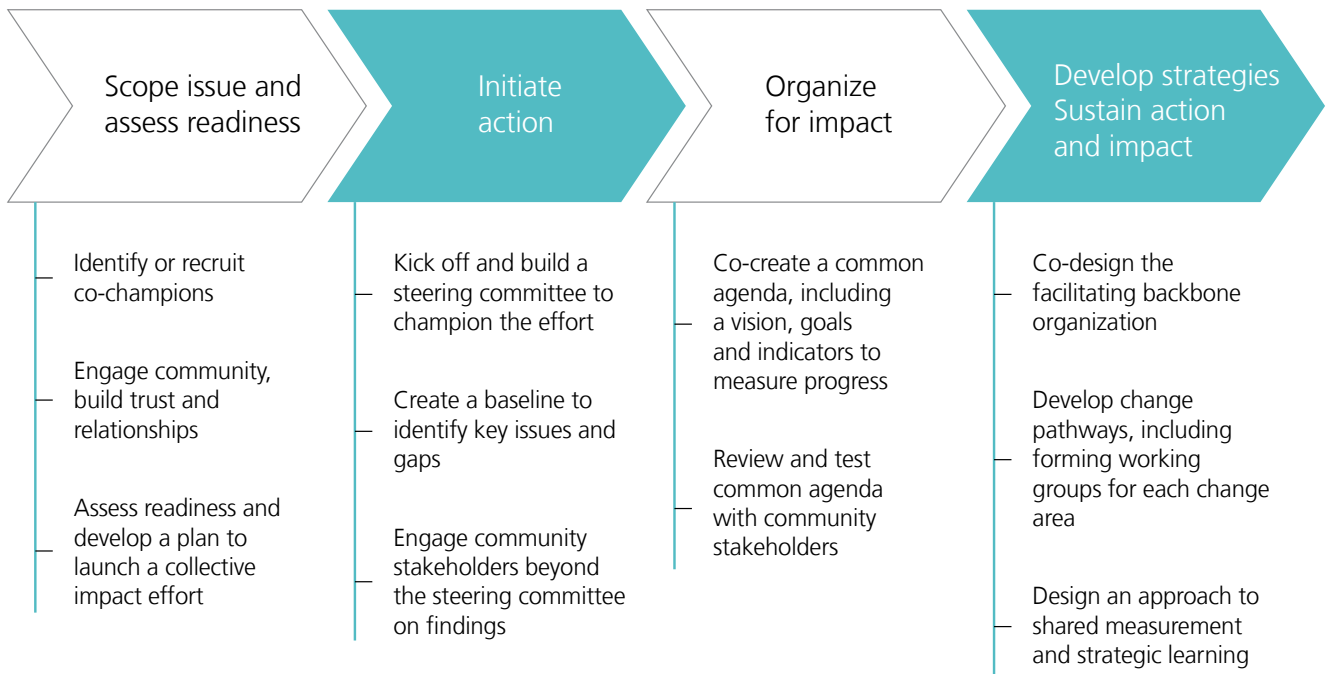 Scope issue and
assess readiness
Identify or recruit
co-champions
Engage community,
build trust and
relationships
Assess readiness and
develop a plan to
launch a collective
impact effort
Initiate
action
Kick off and build a
steering committee to
champion the effort
Create a baseline to
identify key issues and
gaps
Engage community
stakeholders beyond
the steering committee
on findings
Organize
for impact
Co-create a common
agenda, including
a vision, goals
and indicators to
measure progress
Review and test
common agenda
with community
stakeholders
Develop strategies
Sustain action
and impact
Co-design the
facilitating backbone
organization
Develop change
pathways, including
forming working
groups for each change
area
Design an approach to
shared measurement
and strategic learning